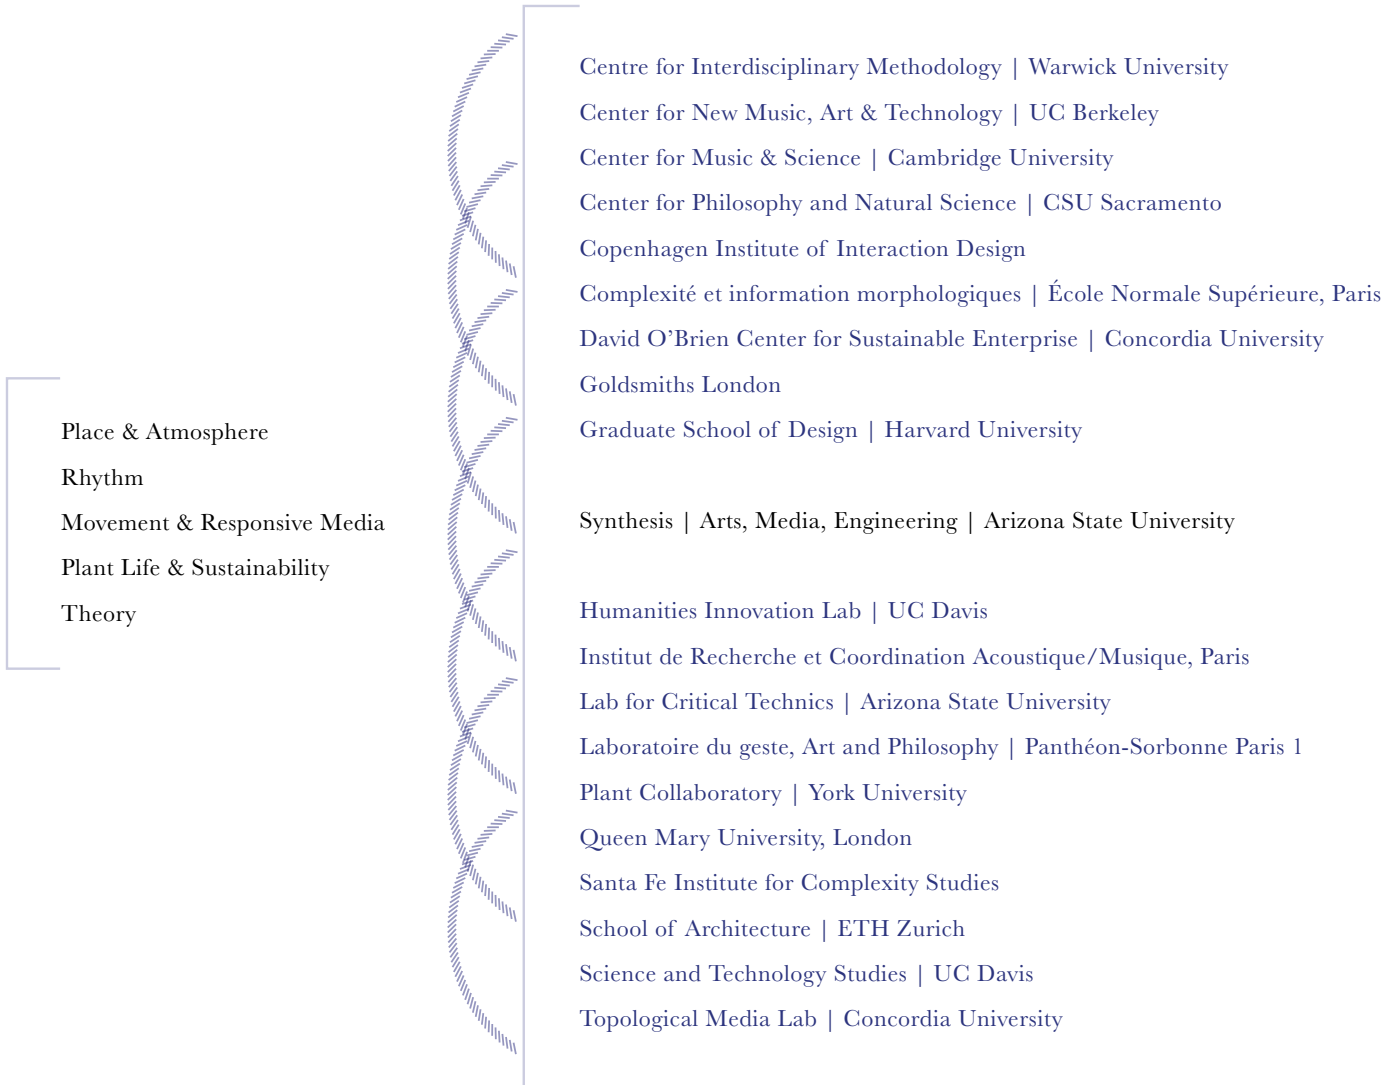 Place & Atmosphere
Rhythm
Movement & Responsive Media
Plant Life & Sustainability
Theory
Centre for Interdisciplinary Methodology | Warwick University
Center for New Music, Art & Technology | UC Berkeley
Center for Music & Science | Cambridge University
Center for Philosophy and Natural Science | CSU Sacramento
Copenhagen Institute of Interaction Design
Complexité et information morphologiques | École Normale Supérieure, Paris
David O’Brien Center for Sustainable Enterprise | Concordia University
Goldsmiths London
Graduate School of Design | Harvard University
Synthesis | Arts, Media, Engineering | Arizona State University
Humanities Innovation Lab | UC Davis
Institut de Recherche et Coordination Acoustique/Musique, Paris
Lab for Critical Technics | Arizona State University
Laboratoire du geste, Art and Philosophy | Panthéon-Sorbonne Paris 1
Plant Collaboratory | York University
Queen Mary University, London
Santa Fe Institute for Complexity Studies
School of Architecture | ETH Zurich
Science and Technology Studies | UC Davis
Topological Media Lab | Concordia University